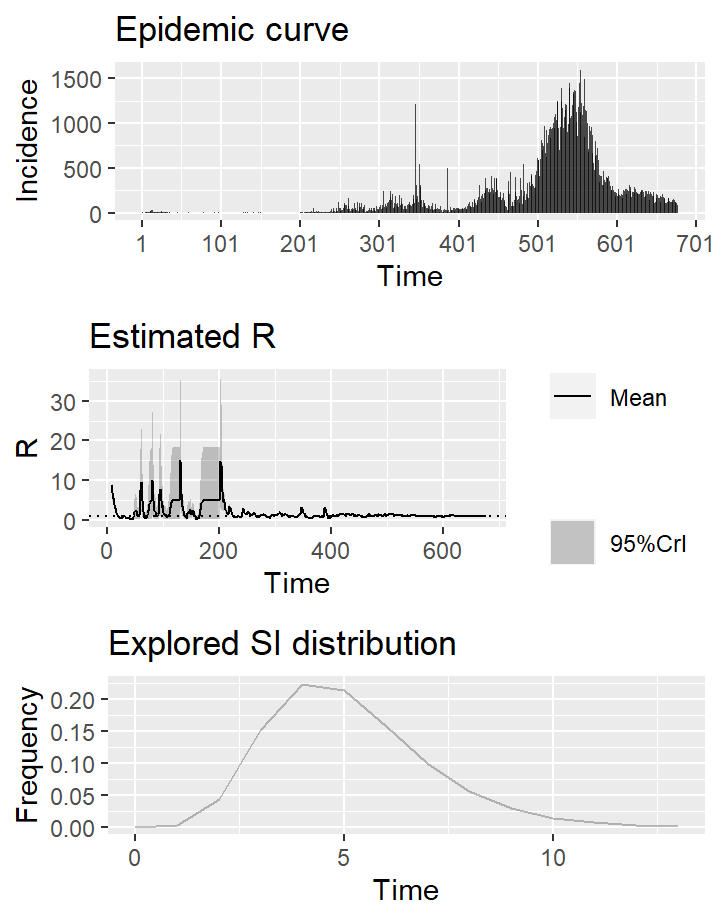 Epidemic curve
Incidence
1500
1000
500
0
1 101 201 301 401 501 601 701
Time
Estimated R
R
30
20
10
0
0 200 400 600
Time
Mean
95%CrI
Explored SI distribution
Frequency
0.20
0.15
0.10
0.05
0.00
0 5 10
Time